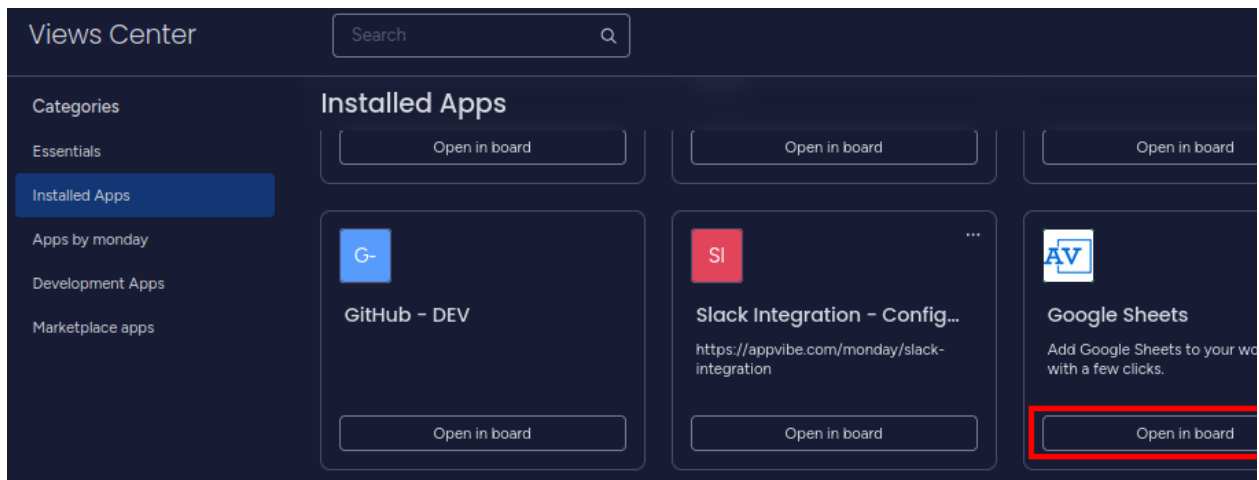 Views Center
Search
Categories
Essentials
Installed Apps
Apps by monday
Development Apps
Marketplace apps
Installed Apps
Open in board
Open in board
Open in board
G-
GitHub - DEV
Open in board
SI
...
Slack Integration - Config...
https://appvibe.com/monday/slack-
integration
Open in board
AV
Google Sheets
Add Google Sheets to your
with a few clicks.
Open in board